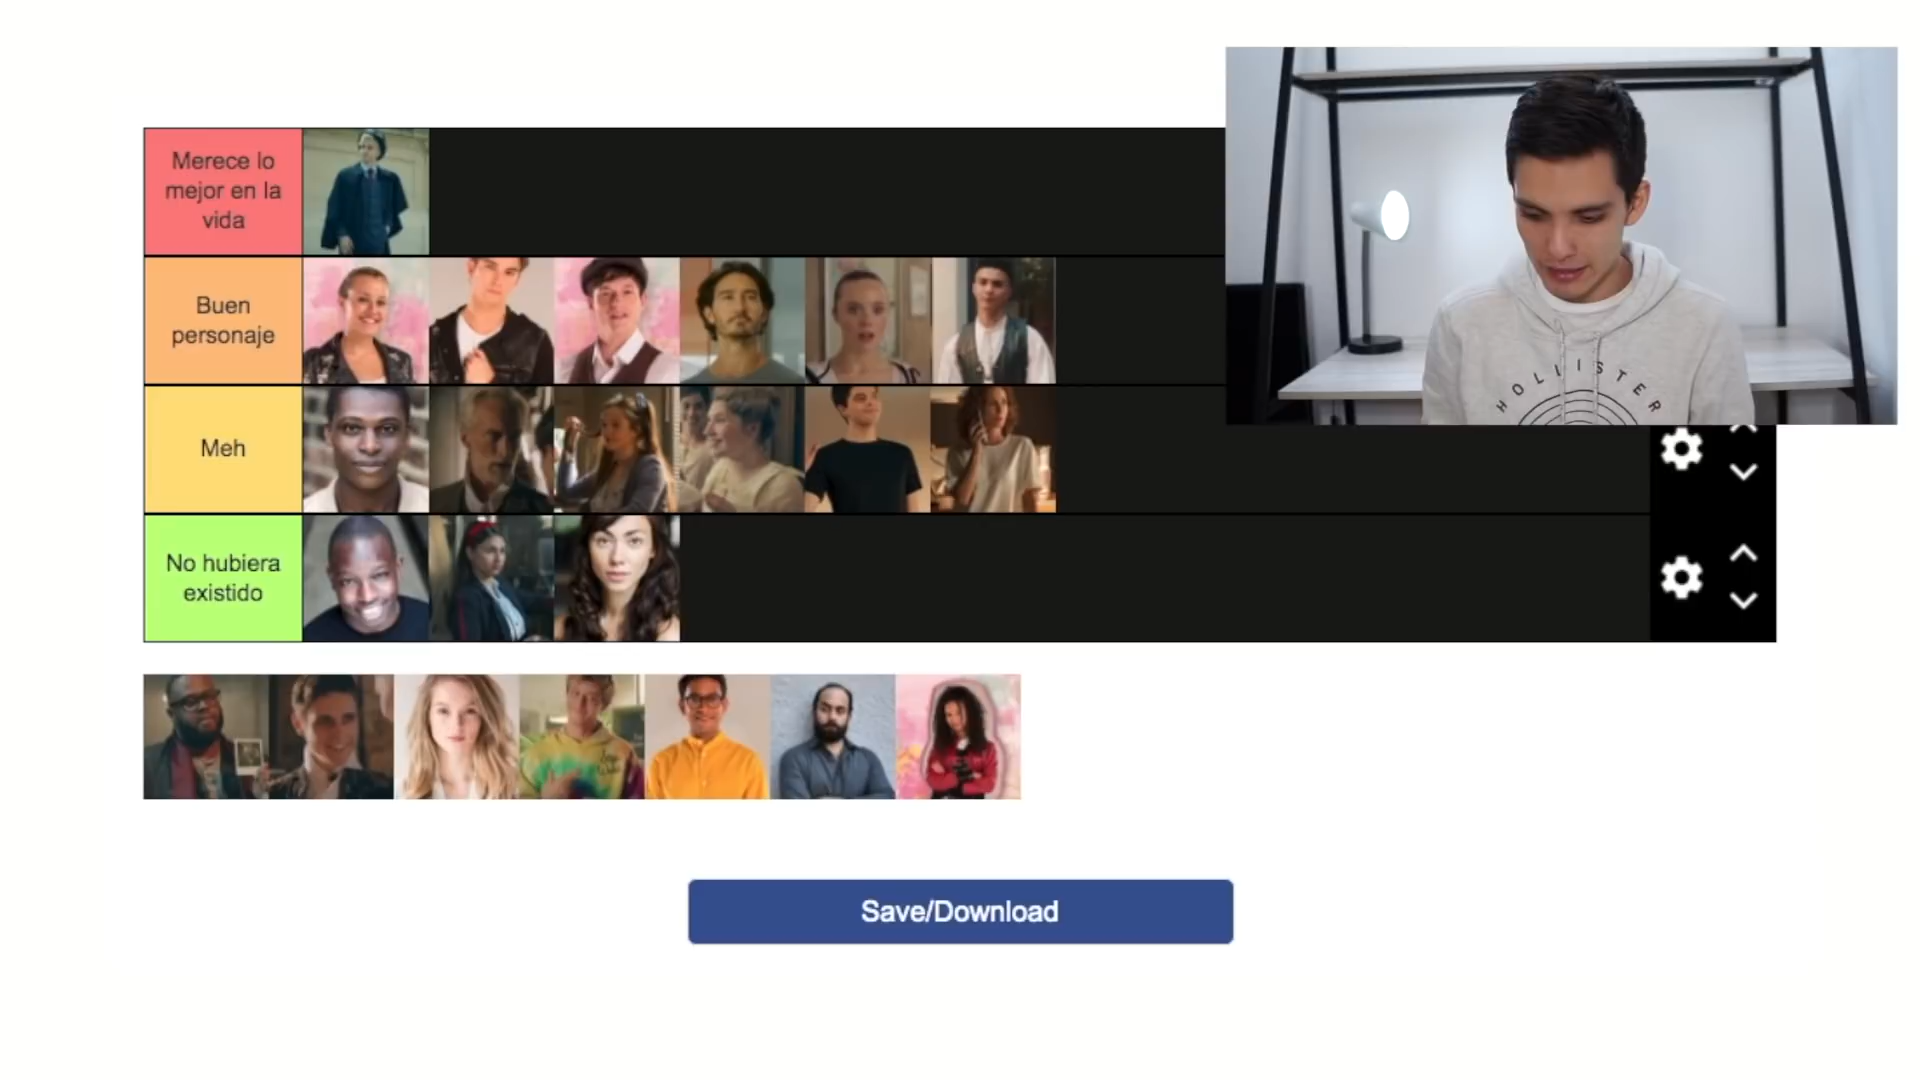 Merece lo
mejor en la
vida
Buen
personaje
Meh
No hubiera
existido
HOLLISTER
Save/Download